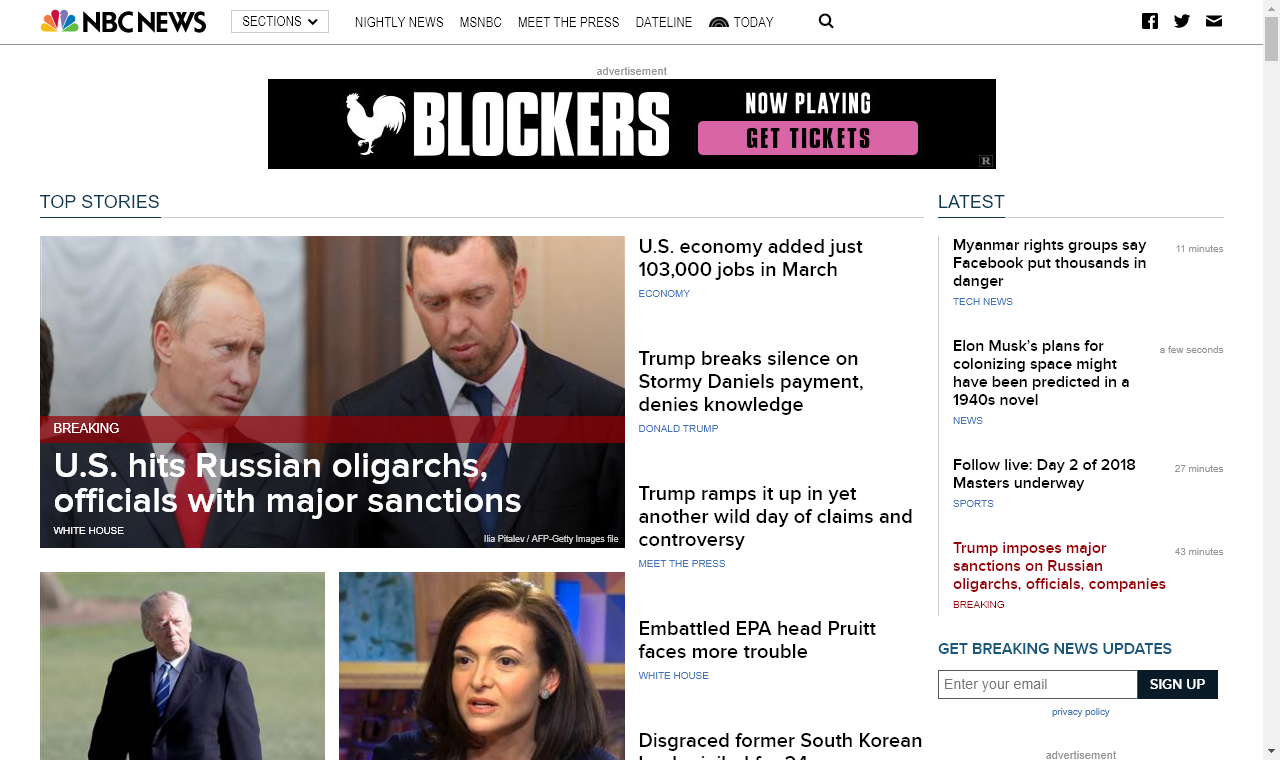 NBC NEWS
SECTIONS
NIGHTLY NEWS
MSNBC
MEET THE PRESS
DATELINE
TODAY
advertisement
BLOCKERS
NOW PLAYING
GET TICKETS
R
TOP STORIES
BREAKING
U.S. hits Russian oligarchs,
officials with major sanctions
WHITE HOUSE
Ilia Pitalev / AFP-Getty Images file
U.S. economy added just
103,000 jobs in March
ECONOMY
Trump breaks silence on
Stormy Daniels payment,
denies knowledge
DONALD TRUMP
Trump ramps it up in yet
another wild day of claims and
controversy
MEET THE PRESS
Embattled EPA head Pruitt
faces more trouble
WHITE HOUSE
Disgraced former South Korean
LATEST
Myanmar rights groups say
Facebook put thousands in
danger
11 minutes
TECH NEWS
Elon Musk’s plans for
colonizing space might
have been predicted in a
1940s novel
a few seconds
NEWS
Follow live: Day 2 of 2018
Masters underway
27 minutes
SPORTS
Trump imposes major
sanctions on Russian
oligarchs, officials, companies
43 minutes
BREAKING
GET BREAKING NEWS UPDATES
Enter your email
SIGN UP
privacy policy
advertisement